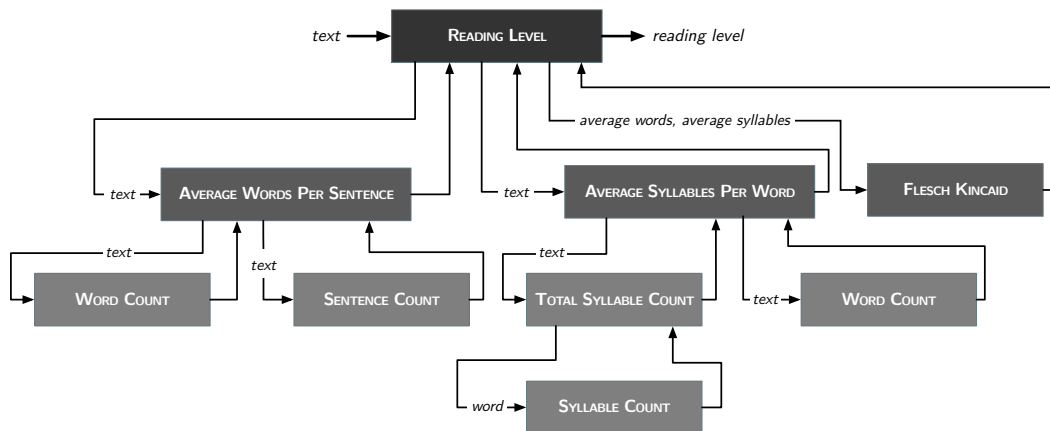 text READING LEVEL reading level
average words, average syllables
text AVERAGE WORDS PER SENTENCE text AVERAGE SYLLABLES PER WORD FLESCH KINCAID
text text text
WORD COUNT SENTENCE COUNT TOTAL SYLLABLE COUNT text WORD COUNT
word SYLLABLE COUNT